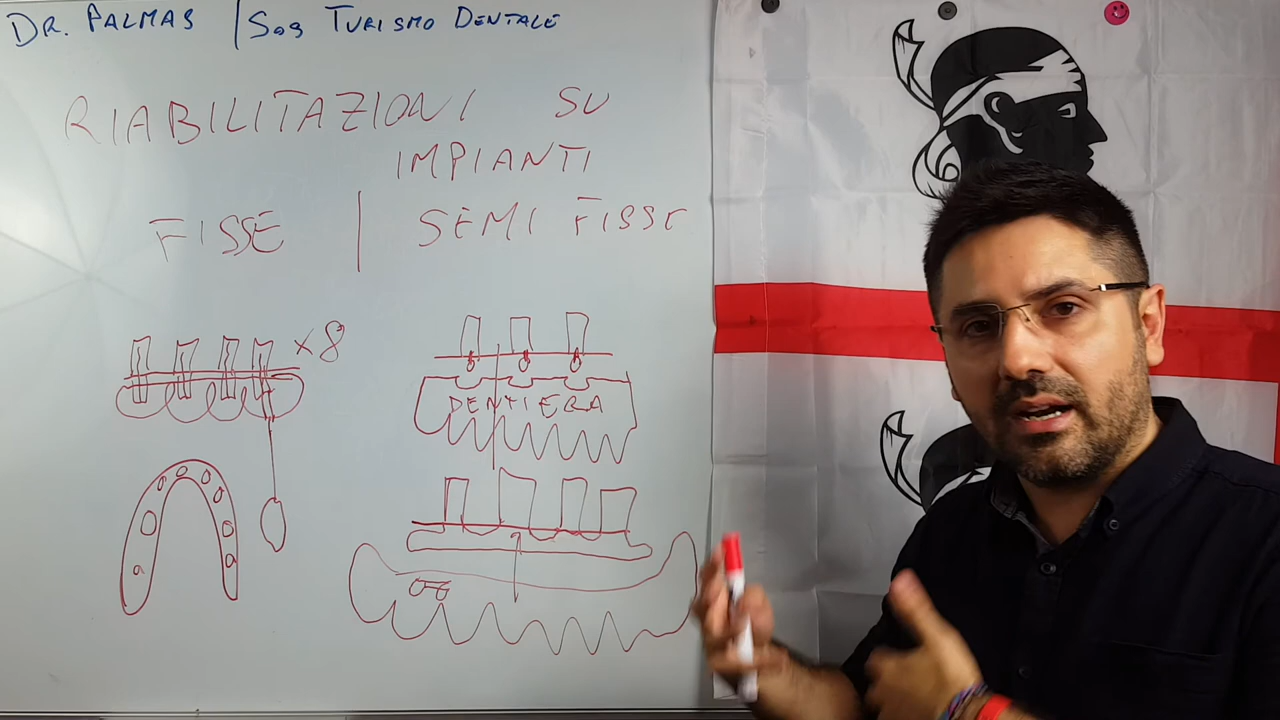 DR. PALMAS | SOS TURISMO DENTALE
RIABILITAZIONI SU
IMPIANTI
FISSE | SEMI FISSE
x8
DENTIERA